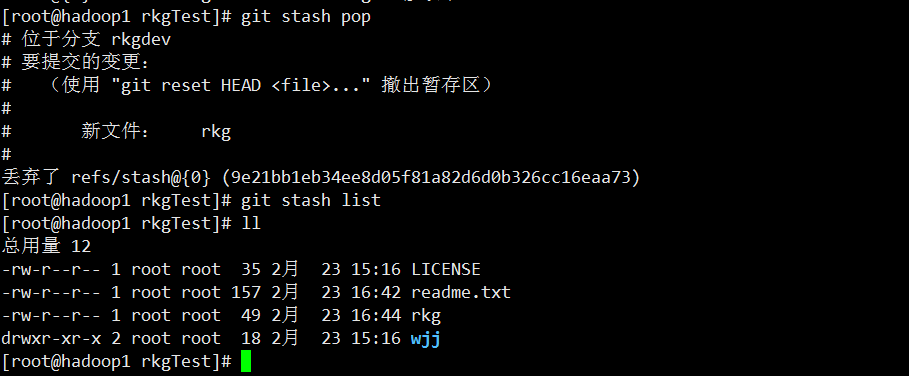 [root@hadoop1 rkgTest]# git stash pop
# 位于分支 rkgdev
# 要提交的变更：
#   （使用 "git reset HEAD <file>..." 撤出暂存区）
#
#       新文件：    rkg
#
丢弃了 refs/stash@{0} (9e21bb1eb34ee8d05f81a82d6d0b326cc16eaa73)
[root@hadoop1 rkgTest]# git stash list
[root@hadoop1 rkgTest]# ll
总用量 12
-rw-r--r-- 1 root root  35 2月  23 15:16 LICENSE
-rw-r--r-- 1 root root 157 2月  23 16:42 readme.txt
-rw-r--r-- 1 root root  49 2月  23 16:44 rkg
drwxr-xr-x 2 root root  18 2月  23 15:16 wjj
[root@hadoop1 rkgTest]#